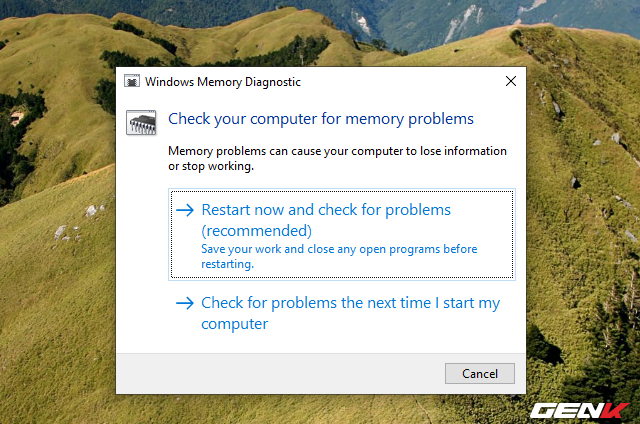 Windows Memory Diagnostic
Check your computer for memory problems
Memory problems can cause your computer to lose information
or stop working.
Restart now and check for problems
(recommended)
Save your work and close any open programs before
restarting.
Check for problems the next time I start my
computer
Cancel
GENK